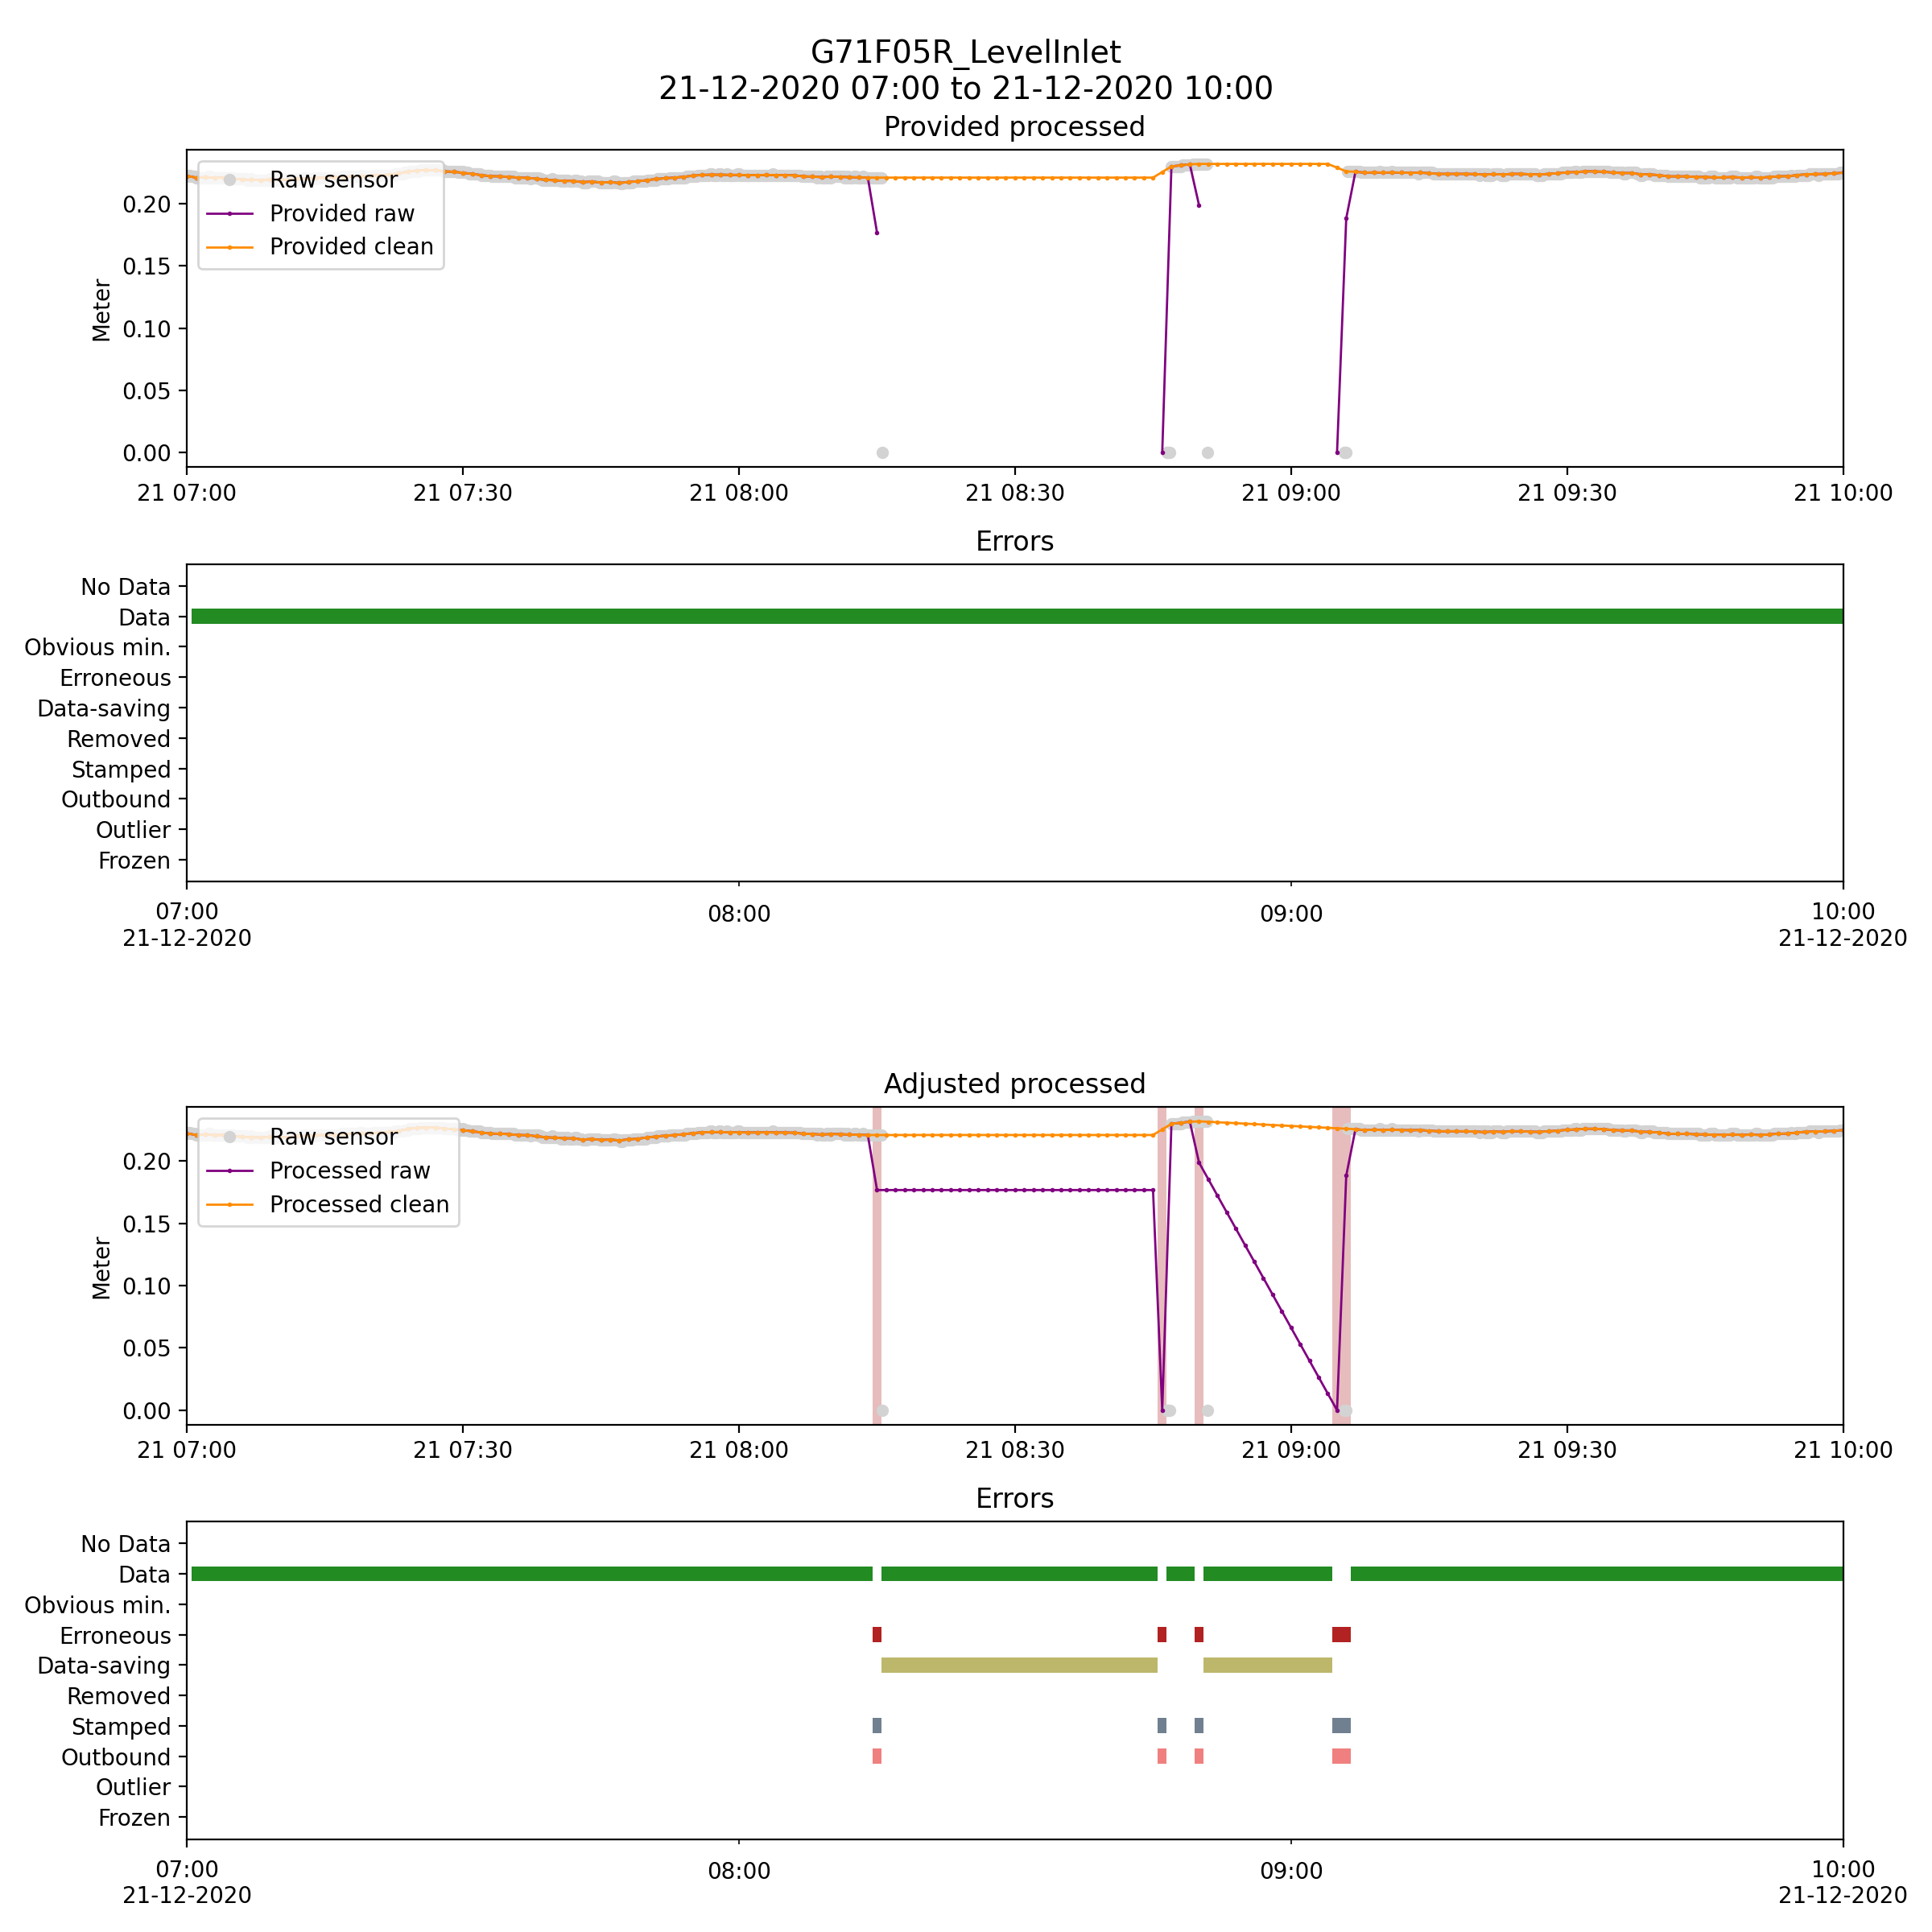 G71F05R_LevelInlet
21-12-2020 07:00 to 21-12-2020 10:00
Provided processed
Raw sensor
Provided raw
Provided clean
Meter
0.20
0.15
0.10
0.05
0.00
21 07:00 21 07:30 21 08:00 21 08:30 21 09:00 21 09:30 21 10:00
Errors
No Data
Data
Obvious min.
Erroneous
Data-saving
Removed
Stamped
Outbound
Outlier
Frozen
07:00 08:00 09:00 10:00
21-12-2020 21-12-2020
Adjusted processed
Raw sensor
Processed raw
Processed clean
Meter
0.20
0.15
0.10
0.05
0.00
21 07:00 21 07:30 21 08:00 21 08:30 21 09:00 21 09:30 21 10:00
Errors
No Data
Data
Obvious min.
Erroneous
Data-saving
Removed
Stamped
Outbound
Outlier
Frozen
07:00 08:00 09:00 10:00
21-12-2020 21-12-2020